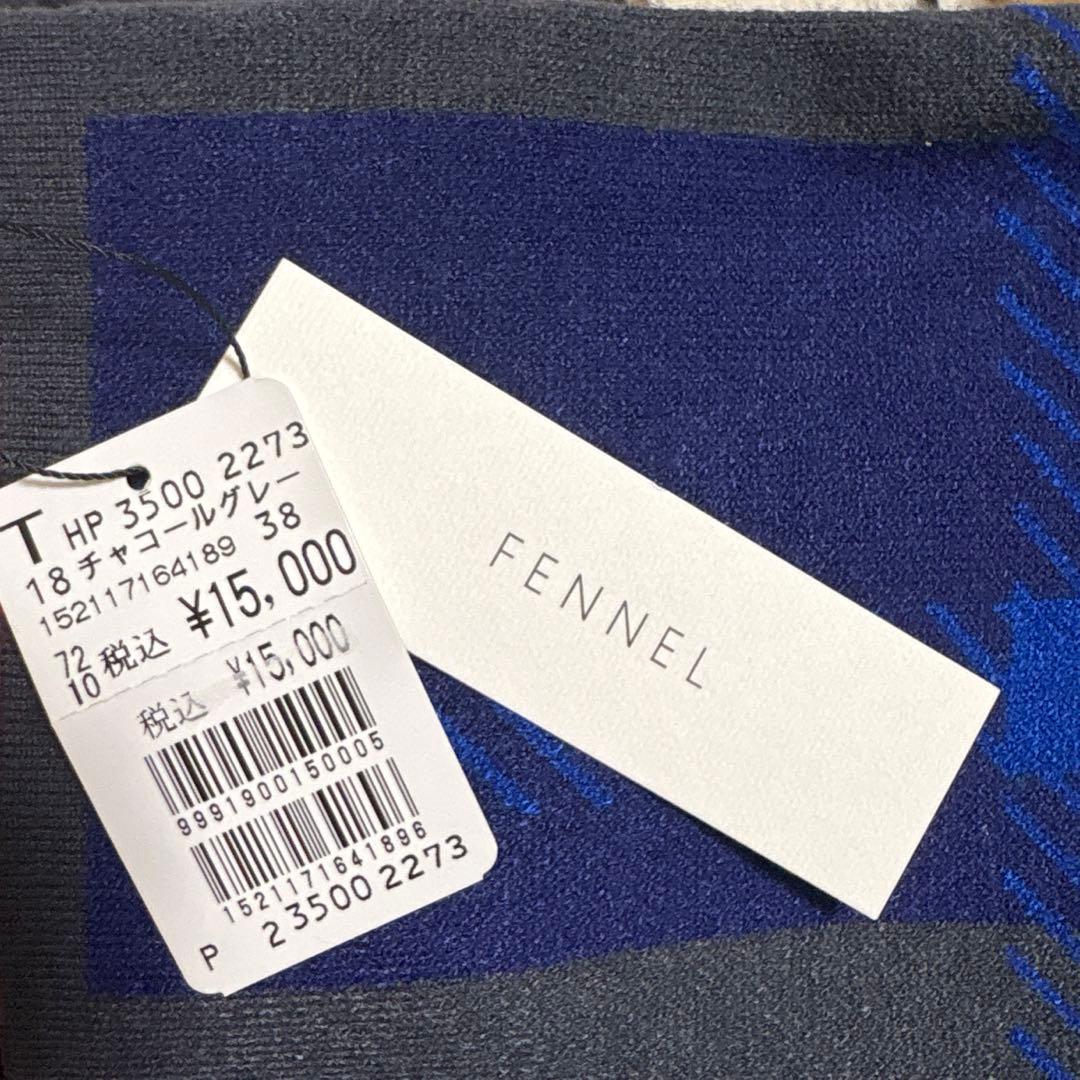 T HP 3500 2273
18 チャコールグレー
152117164189 38
72
10 税込 ¥15,000
税込 ¥15,000
9991900150005
1521171641896
P 23500 2273
FENNEL